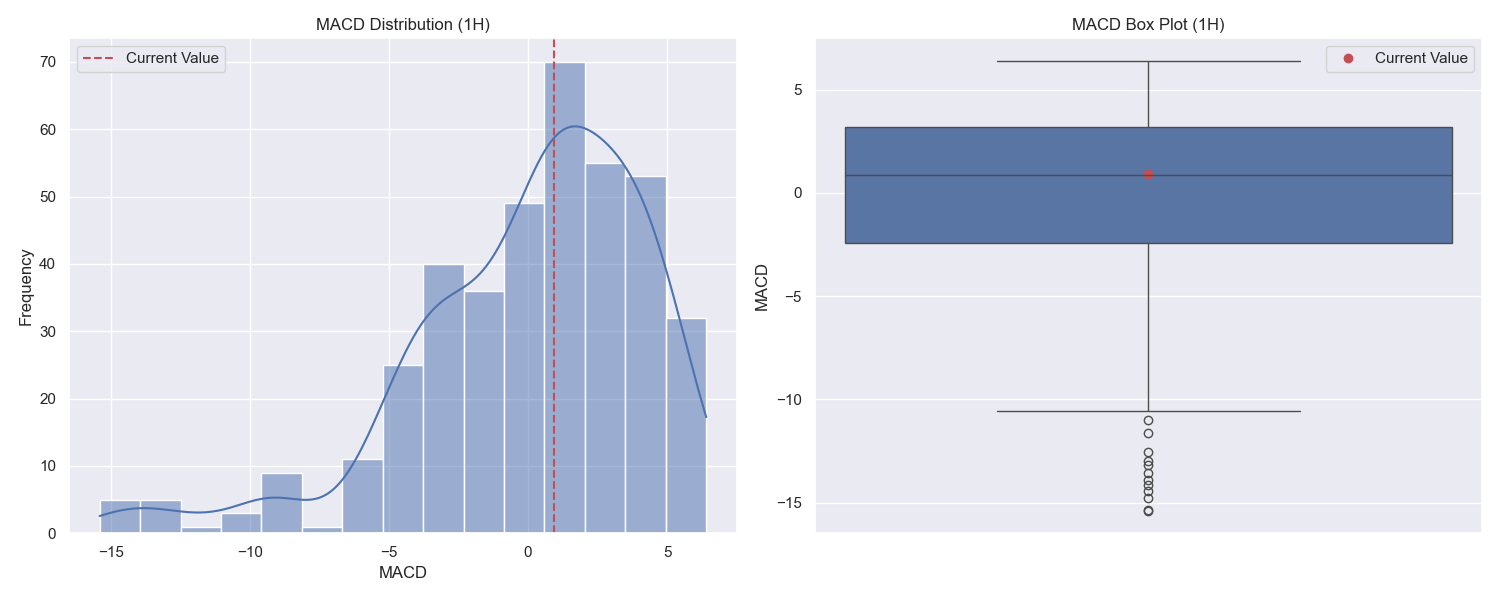 MACD Distribution (1H)
Current Value
70
60
50
40
30
20
10
0
Frequency
−15
−10
−5
0
5
MACD
MACD Box Plot (1H)
Current Value
5
0
−5
−10
−15
MACD